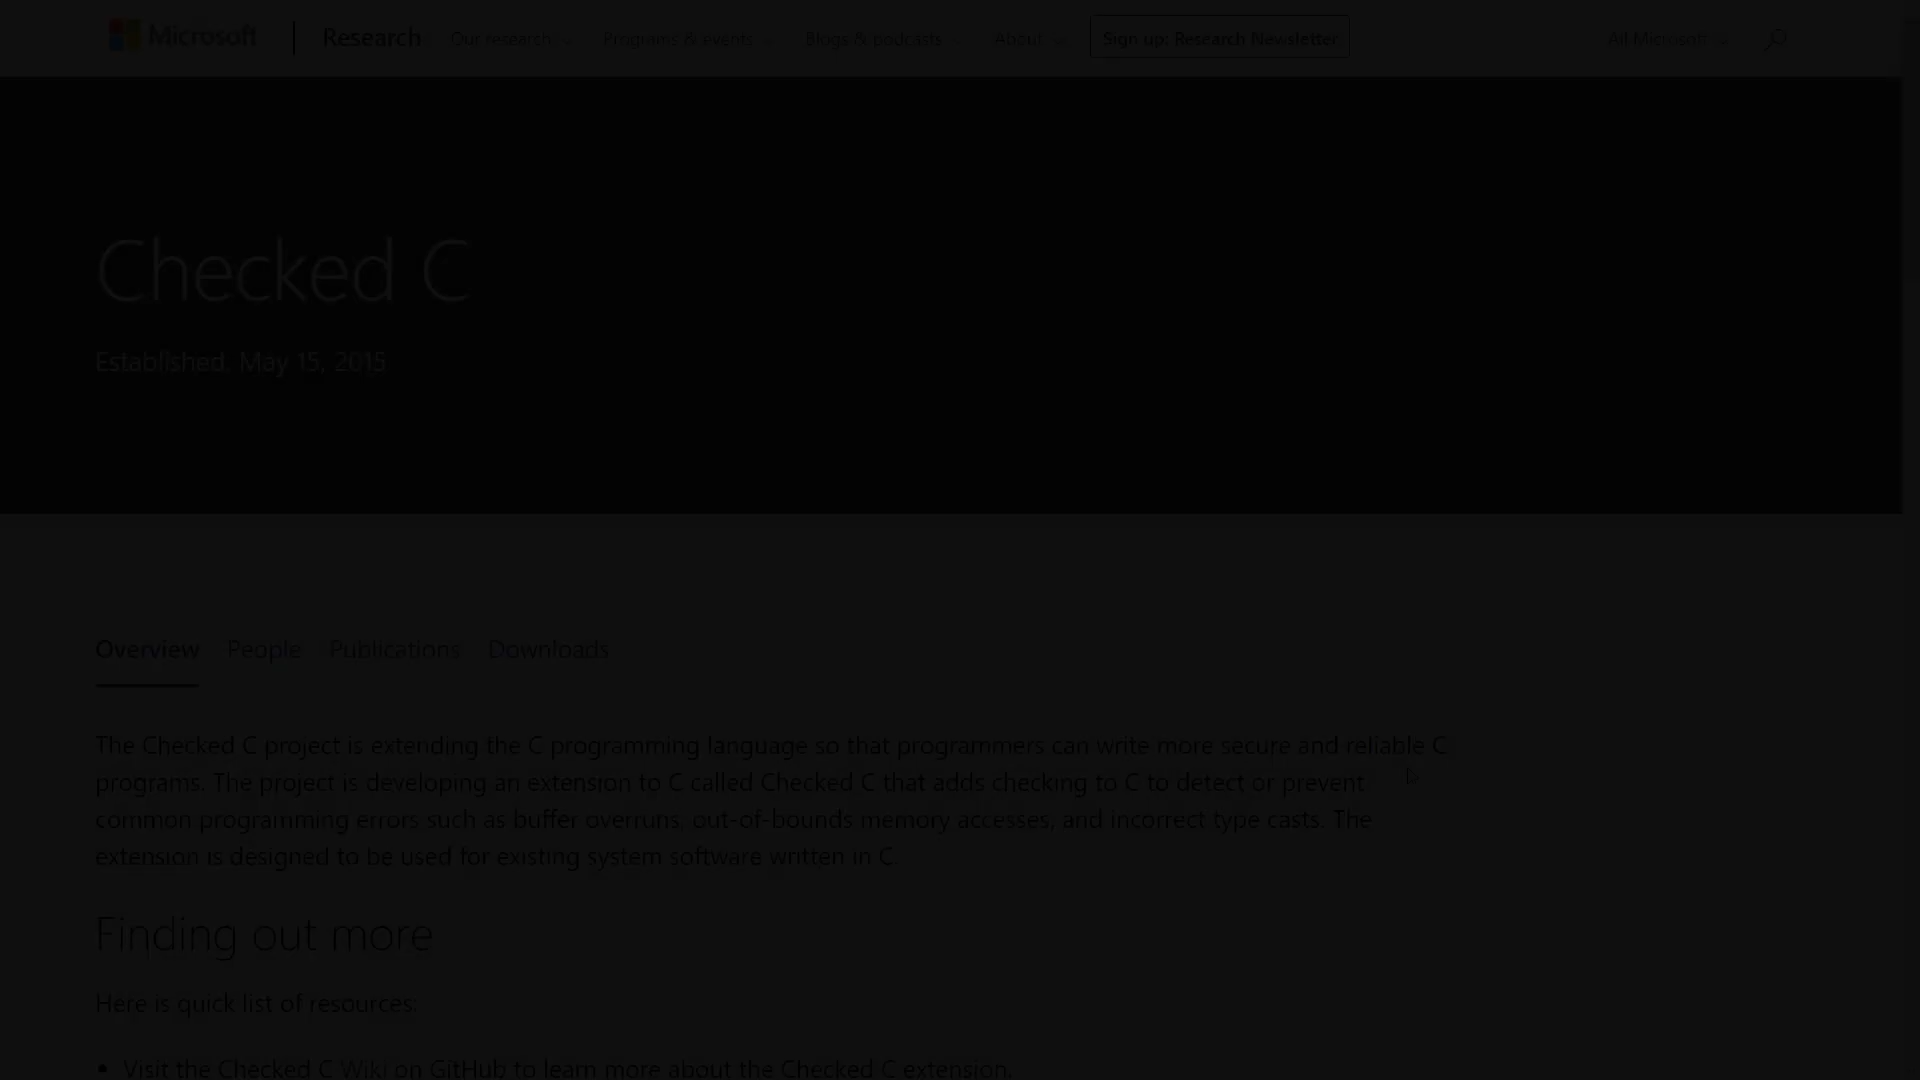 Microsoft
Research
Our research
Programs & events
Blogs & podcasts
About
Sign up: Research Newsletter
All Microsoft
Checked C
Established: May 15, 2015
Overview
People
Publications
Downloads
The Checked C project is extending the C programming language so that programmers can write more secure and reliable C
programs. The project is developing an extension to C called Checked C that adds checking to C to detect or prevent
common programming errors such as buffer overruns, out-of-bounds memory accesses, and incorrect type casts. The
extension is designed to be used for existing system software written in C.
Finding out more
Here is quick list of resources:
• Visit the Checked C Wiki on GitHub to learn more about the Checked C extension.